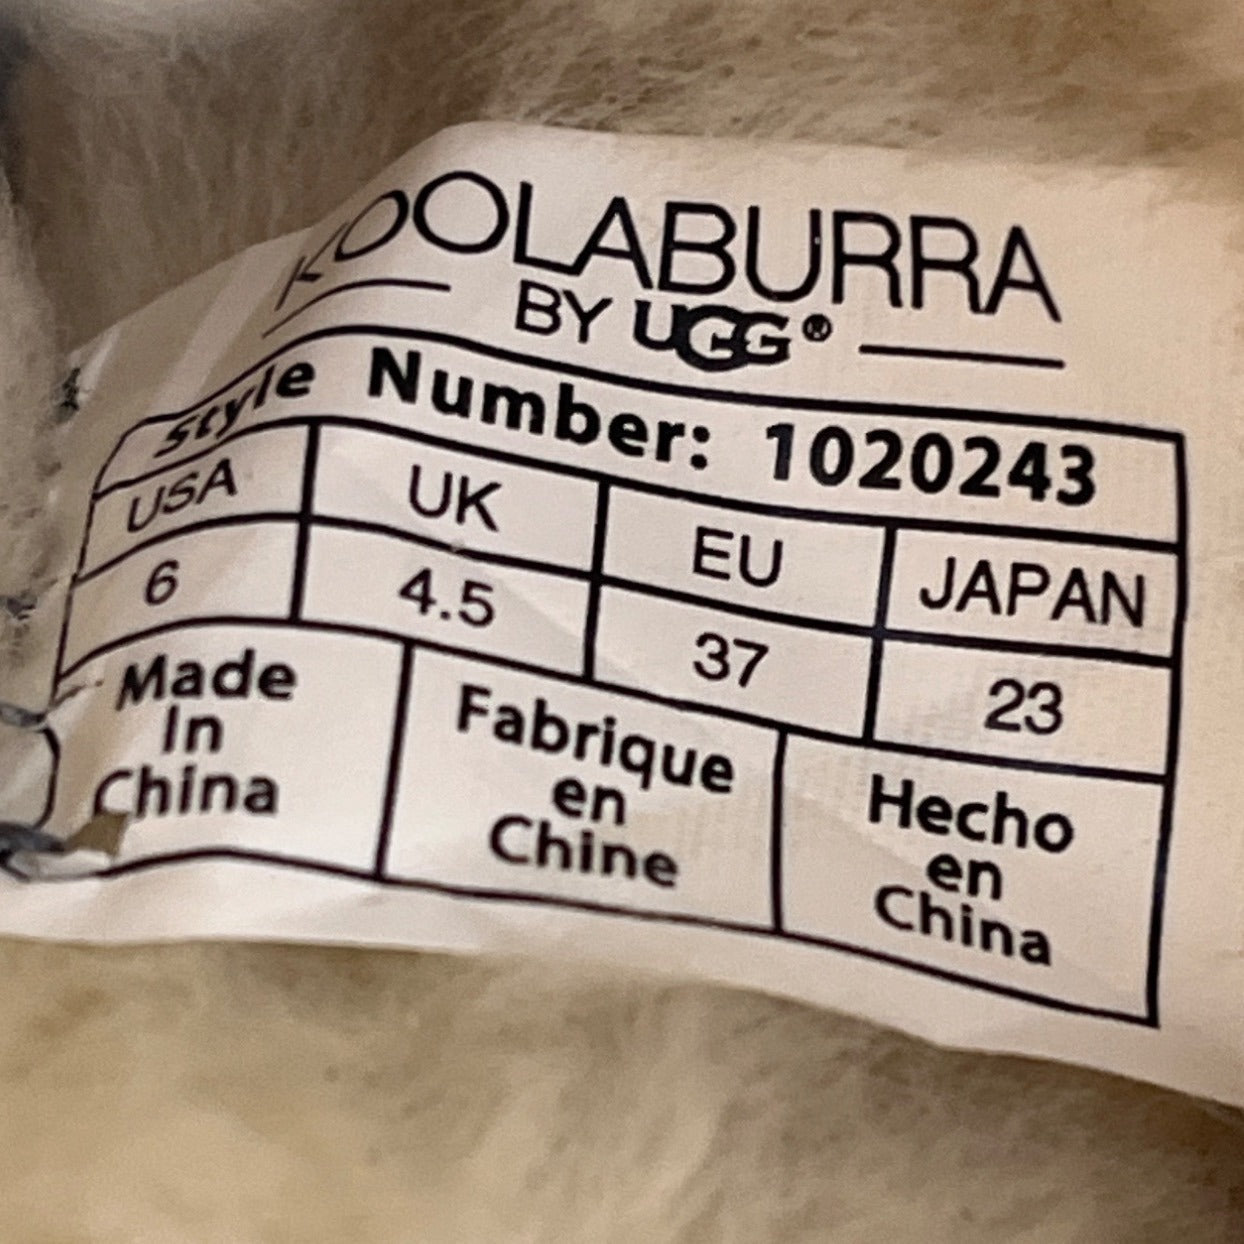 KOOLABURRA
BY UGG®
Style Number: 1020243
USA UK EU JAPAN
6 4.5 37 23
Made
In
China
Fabrique
en
Chine
Hecho
en
China